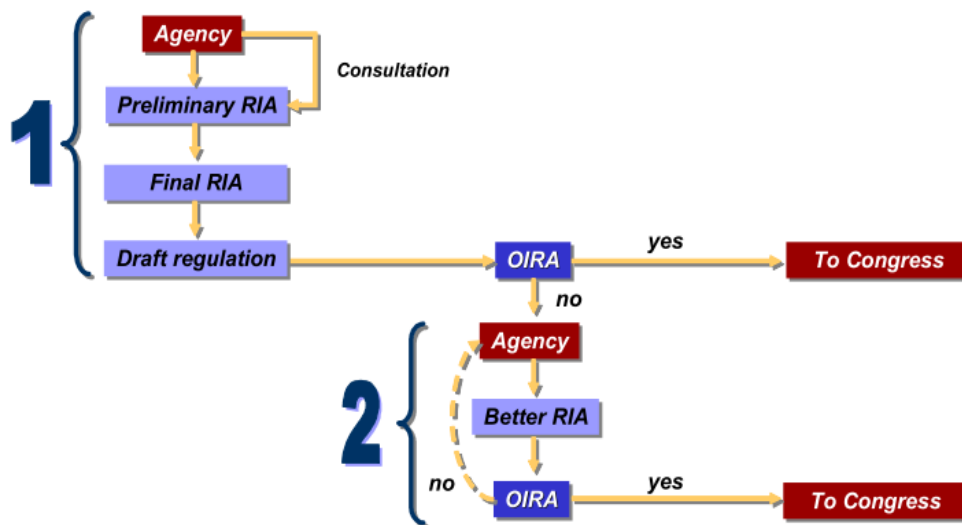 1
Agency
Consultation
Preliminary RIA
Final RIA
Draft regulation
OIRA
yes
To Congress
no
2
Agency
Better RIA
no
OIRA
yes
To Congress